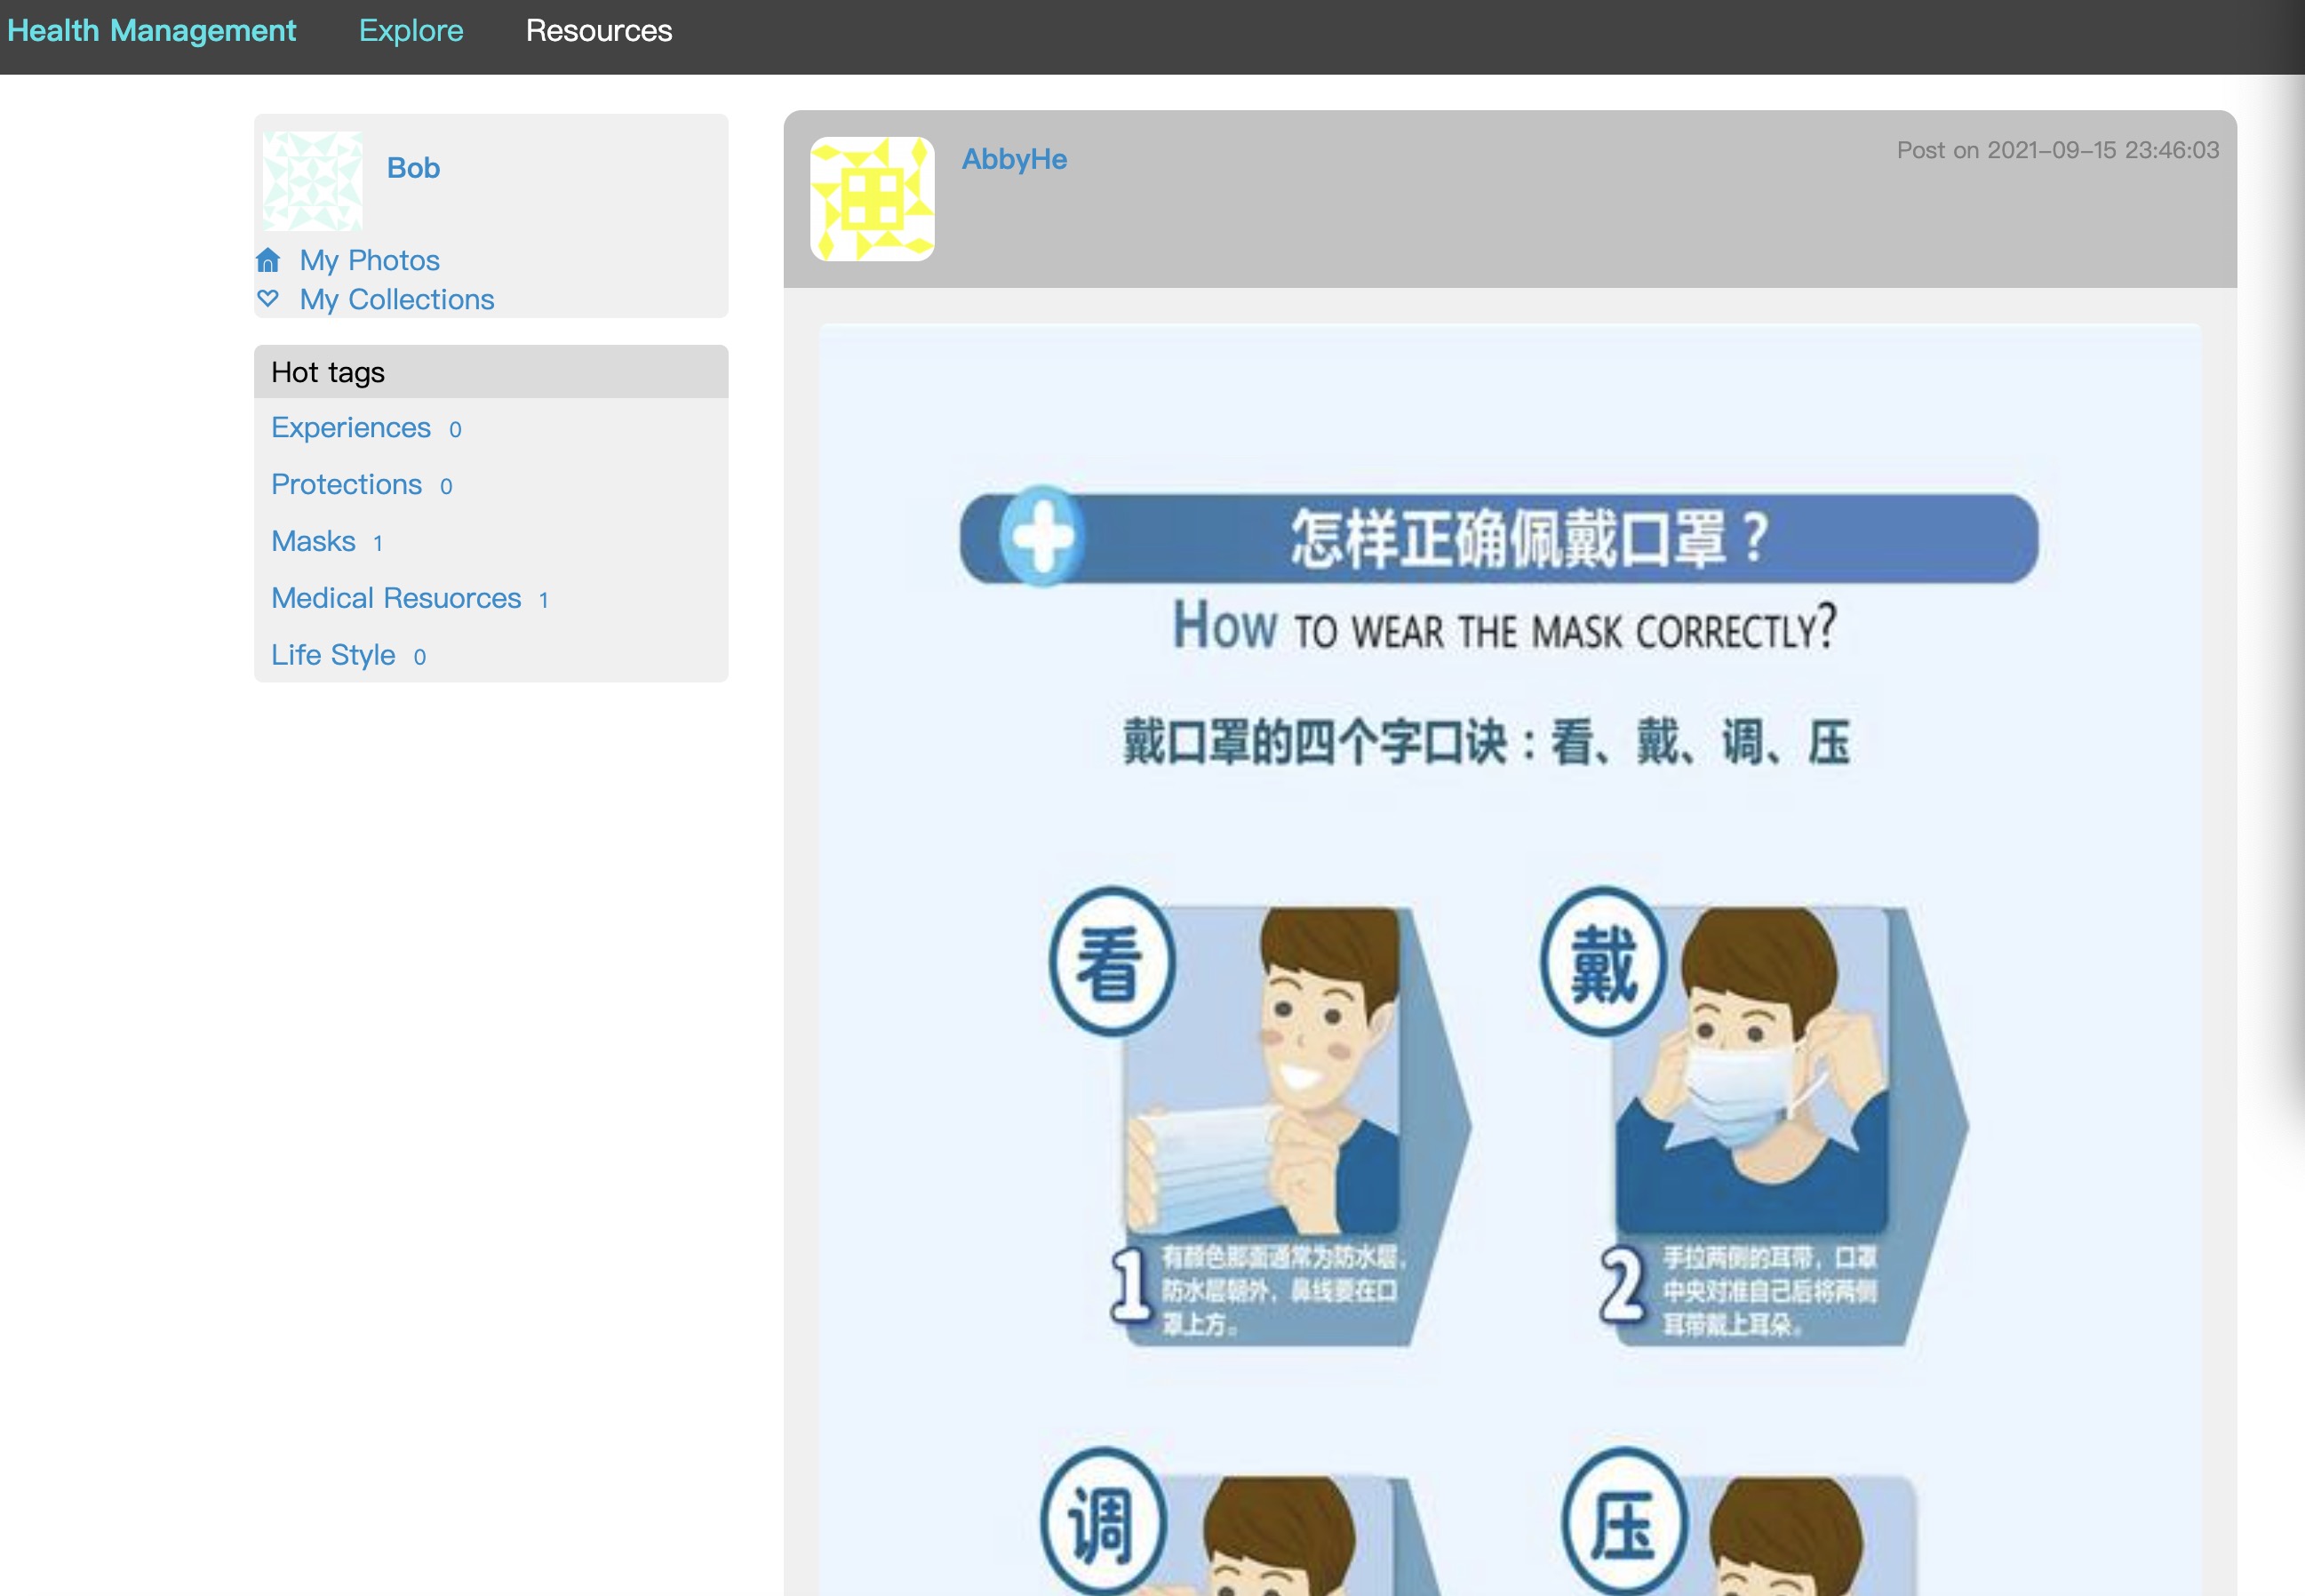 Health Management Explore Resources
Bob
My Photos
My Collections
Hot tags
Experiences 0
Protections 0
Masks 1
Medical Resuorces 1
Life Style 0
AbbyHe
Post on 2021-09-15 23:46:03
怎样正确佩戴口罩？
How TO WEAR THE MASK CORRECTLY?
戴口罩的四个字口诀：看、戴、调、压
看
1
有颜色那面通常为防水层，
防水层朝外，鼻线要在口
罩上方。
戴
2
手拉两侧的耳带，口罩
中央对准自己后将两侧
耳带戴上耳朵。
调
压